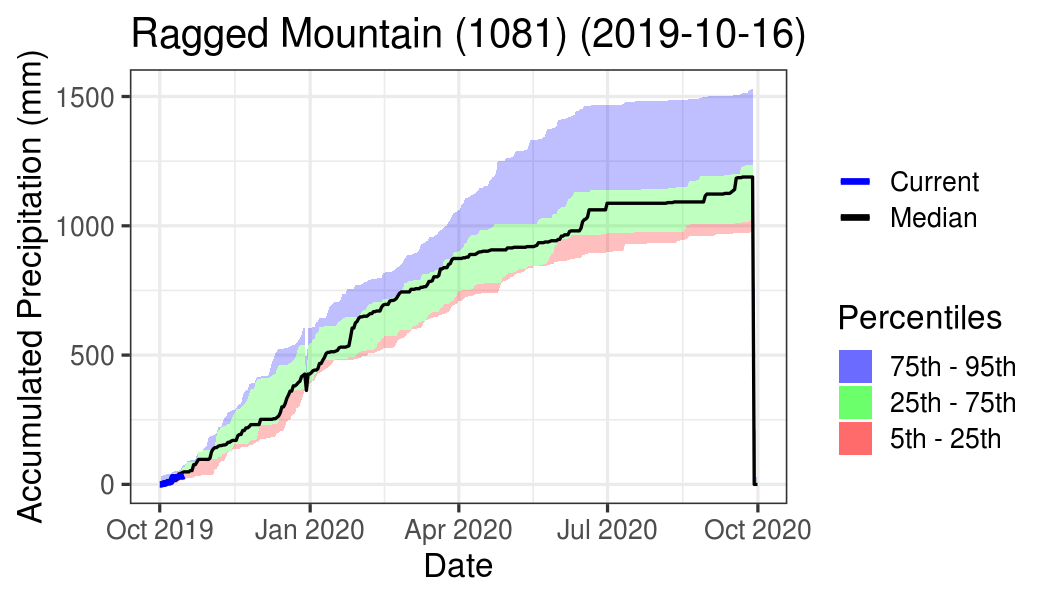 Ragged Mountain (1081) (2019-10-16)
Accumulated Precipitation (mm)
1500
1000
500
0
Oct 2019
Jan 2020
Apr 2020
Jul 2020
Oct 2020
Date
Current
Median
Percentiles
75th - 95th
25th - 75th
5th - 25th